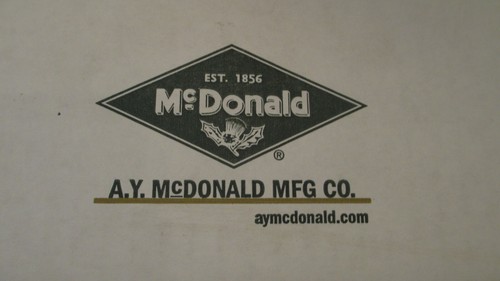 EST. 1856
McDonald
®
A.Y. McDONALD MFG CO.
aymcdonald.com